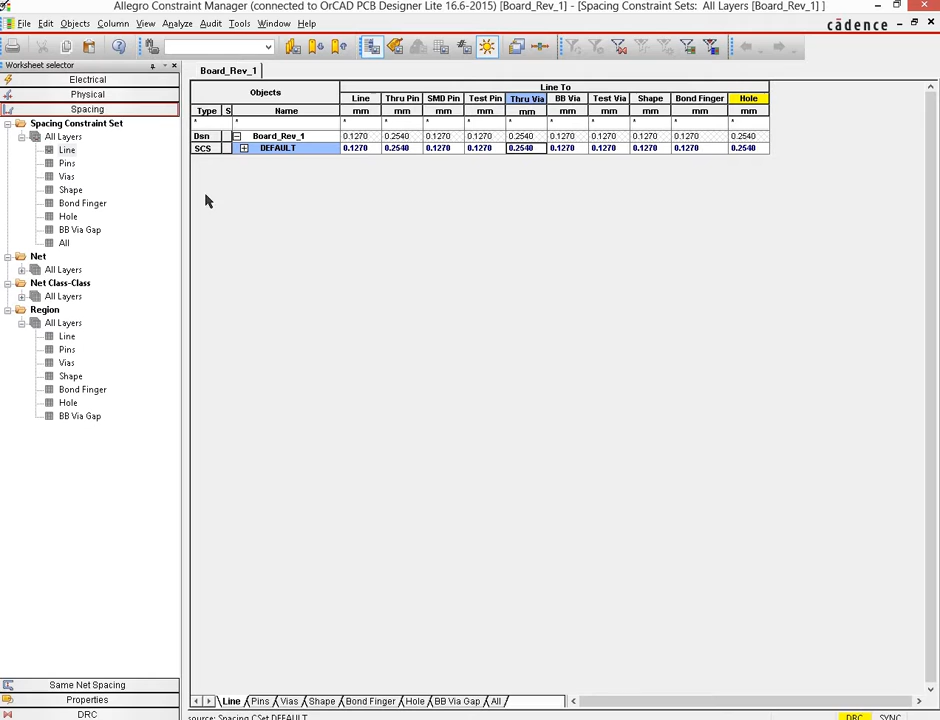 Allegro Constraint Manager (connected to OrCAD PCB Designer Lite 16.6-2015) [Board_Rev_1] - [Spacing Constraint Sets: All Layers [Board_Rev_1] ]
File Edit Objects Column View Analyze Audit Tools Window Help
cādence
Worksheet selector
Electrical
Physical
Spacing
Spacing Constraint Set
All Layers
Line
Pins
Vias
Shape
Bond Finger
Hole
BB Via Gap
All
Net
All Layers
Net Class-Class
All Layers
Region
All Layers
Line
Pins
Vias
Shape
Bond Finger
Hole
BB Via Gap
Same Net Spacing
Properties
DRC
Board_Rev_1
Objects Line To
Line Thru Pin SMD Pin Test Pin Thru Via BB Via Test Via Shape Bond Finger Hole
Type S Name mm mm mm mm mm mm mm mm mm mm
* * * * * * * * * * * *
Dsn Board_Rev_1 0.1270 0.2540 0.1270 0.1270 0.2540 0.1270 0.1270 0.1270 0.1270 0.2540
SCS DEFAULT 0.1270 0.2540 0.1270 0.1270 0.2540 0.1270 0.1270 0.1270 0.1270 0.2540
Line Pins Vias Shape Bond Finger Hole BB Via Gap All
source: Spacing CSet DEFAULT
DRC SYNC